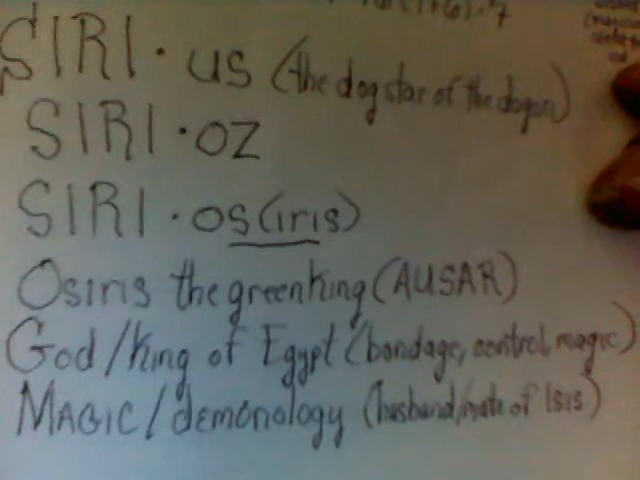 SIRI·us (the dog star of the dogon)
SIRI·oz
SIRI·os(iris)
Osiris the greenking (AUSAR)
God/King of Egypt (bondage, control, magic)
MAGIC/demonology (husband/mate of Isis)